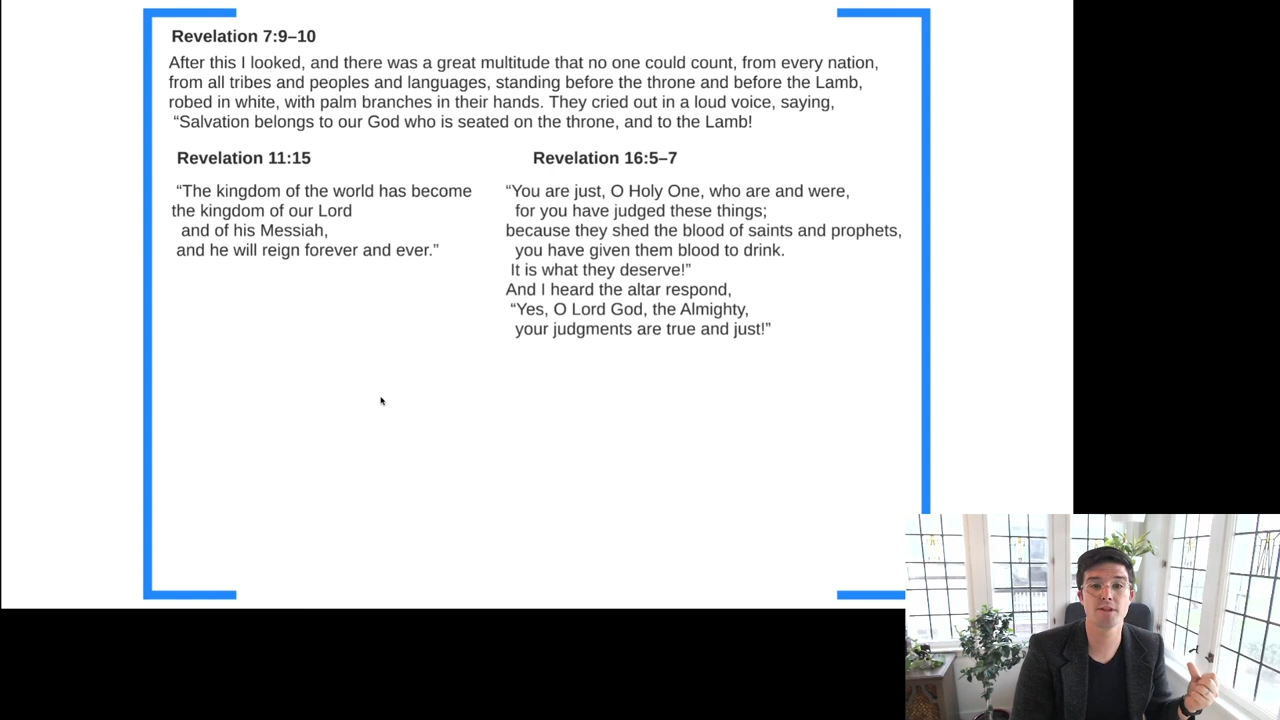 Revelation 7:9–10
After this I looked, and there was a great multitude that no one could count, from every nation,
from all tribes and peoples and languages, standing before the throne and before the Lamb,
robed in white, with palm branches in their hands. They cried out in a loud voice, saying,
“Salvation belongs to our God who is seated on the throne, and to the Lamb!
Revelation 11:15
“The kingdom of the world has become
the kingdom of our Lord
and of his Messiah,
and he will reign forever and ever.”
Revelation 16:5–7
“You are just, O Holy One, who are and were,
for you have judged these things;
because they shed the blood of saints and prophets,
you have given them blood to drink.
It is what they deserve!”
And I heard the altar respond,
“Yes, O Lord God, the Almighty,
your judgments are true and just!”